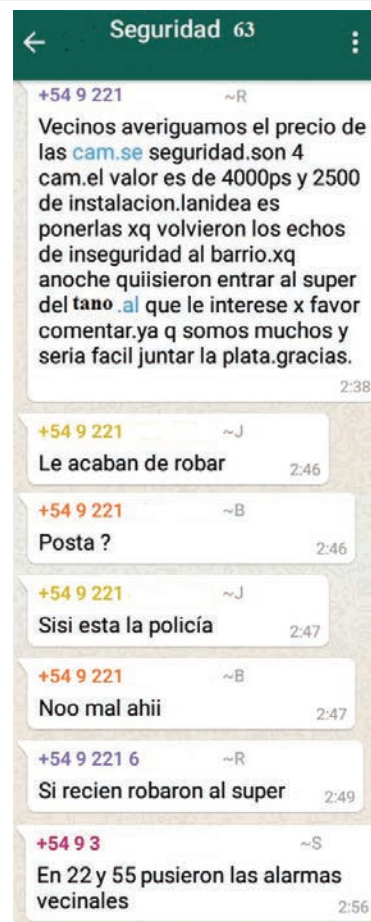 Seguridad 63
+54 9 221 ~R
Vecinos averiguamos el precio de
las cam.se seguridad.son 4
cam.el valor es de 4000ps y 2500
de instalacion.lanidea es
ponerlas xq volvieron los echos
de inseguridad al barrio.xq
anoche quiisieron entrar al super
del tano .al que le interese x favor
comentar.ya q somos muchos y
seria facil juntar la plata.gracias.
2:38
+54 9 221 ~J
Le acaban de robar 2:46
+54 9 221 ~B
Posta ? 2:46
+54 9 221 ~J
Sisi esta la policía 2:47
+54 9 221 ~B
Noo mal ahii 2:47
+54 9 221 6 ~R
Si recien robaron al super 2:49
+54 9 3 ~S
En 22 y 55 pusieron las alarmas
vecinales 2:56